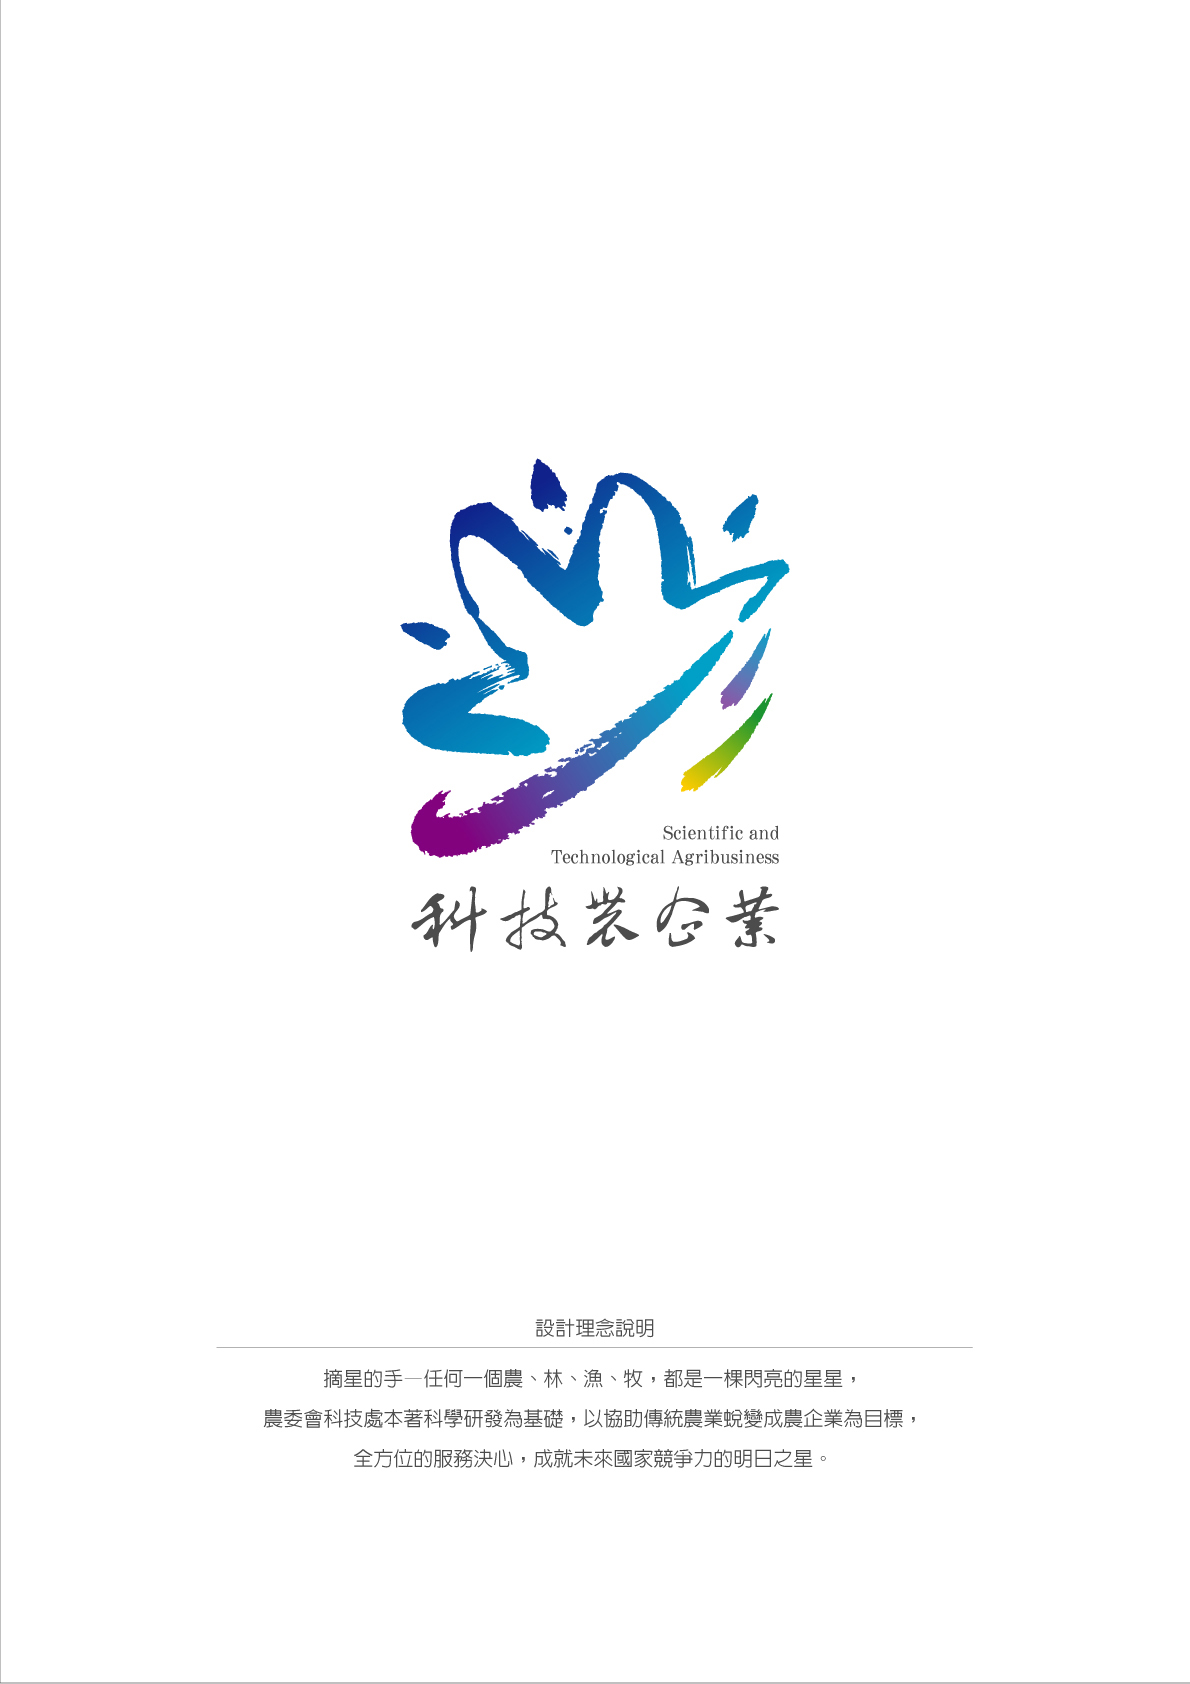 Scientific and
Technological Agribusiness
科技農企業
設計理念說明
摘星的手—任何一個農、林、漁、牧，都是一棵閃亮的星星，
農委會科技處本著科學研發為基礎，以協助傳統農業蛻變成農企業為目標，
全方位的服務決心，成就未來國家競爭力的明日之星。